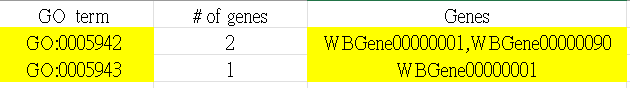 GO term # of genes Genes
GO:0005942 2 WBGene00000001,WBGene00000090
GO:0005943 1 WBGene00000001